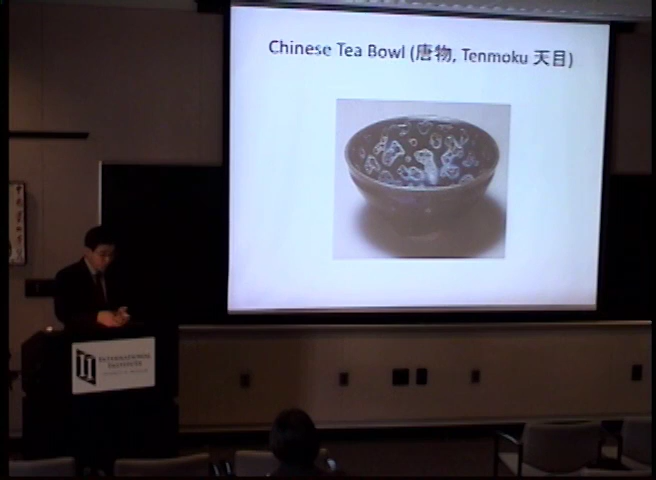 Chinese Tea Bowl (唐物, Tenmoku 天目)
INTERNATIONAL
INSTITUTE